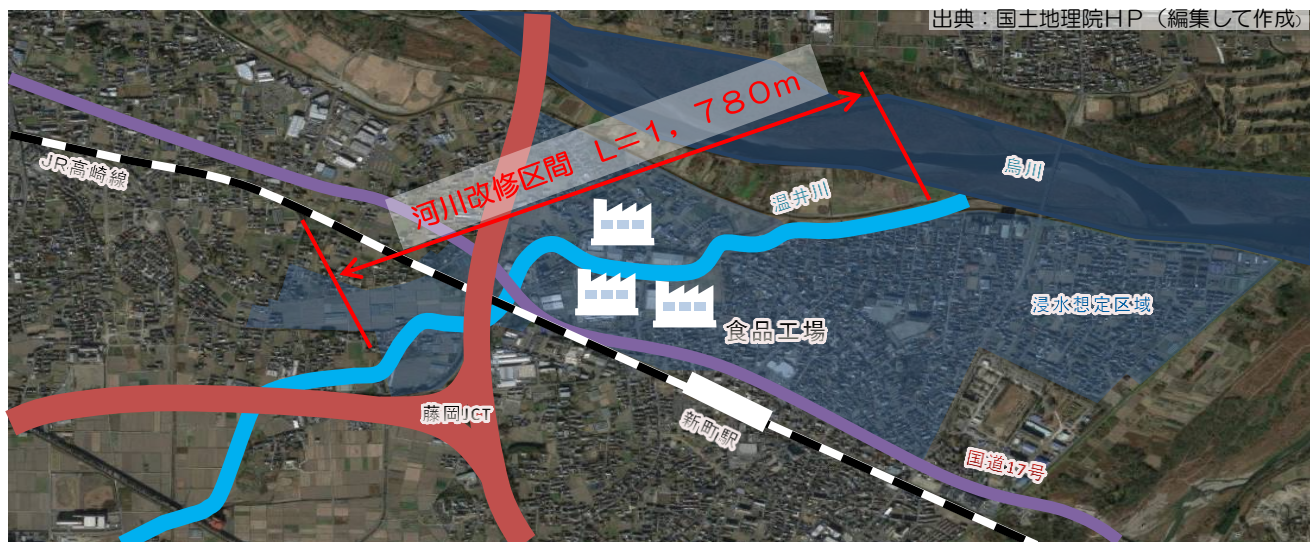 出典：国土地理院HP（編集して作成）
河川改修区間　L＝1，780m
JR高崎線
烏川
温井川
浸水想定区域
食品工場
藤岡JCT
新町駅
国道17号